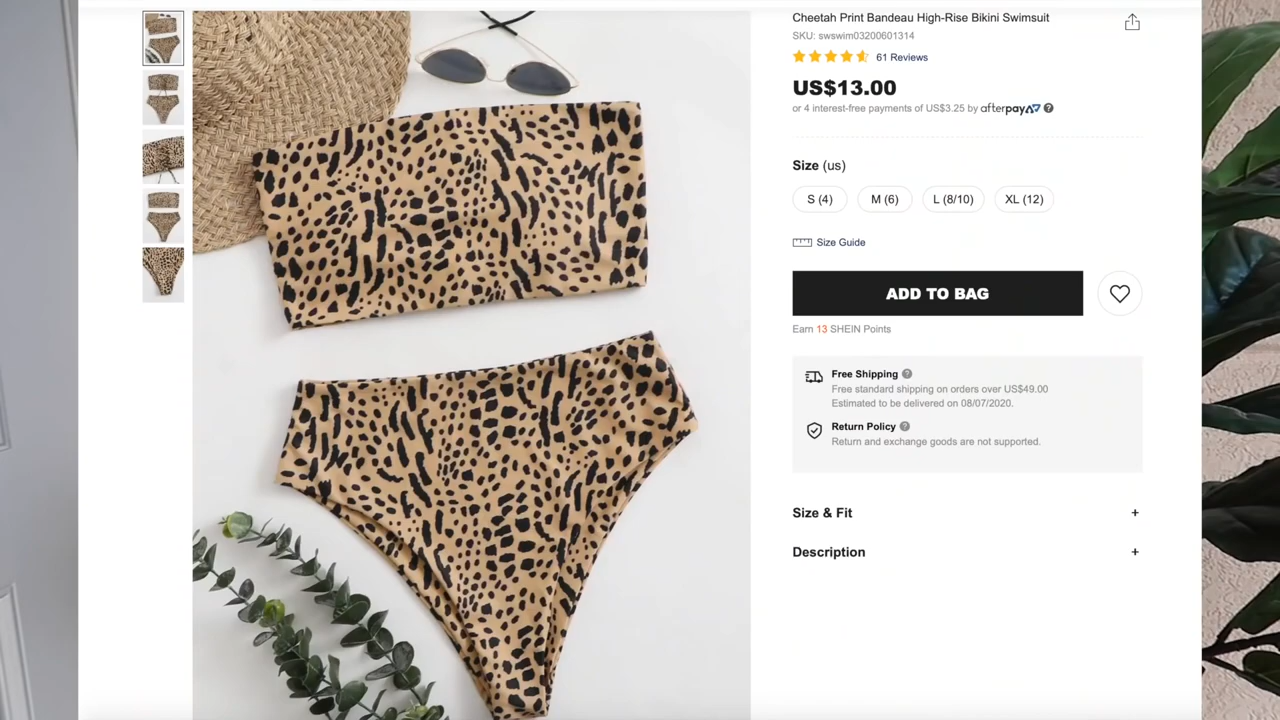 Cheetah Print Bandeau High-Rise Bikini Swimsuit
SKU: swswim03200601314
61 Reviews
US$13.00
or 4 interest-free payments of US$3.25 by afterpay ?
Size (us)
S (4) M (6) L (8/10) XL (12)
Size Guide
ADD TO BAG
Earn 13 SHEIN Points
Free Shipping ?
Free standard shipping on orders over US$49.00
Estimated to be delivered on 08/07/2020.
Return Policy ?
Return and exchange goods are not supported.
Size & Fit +
Description +